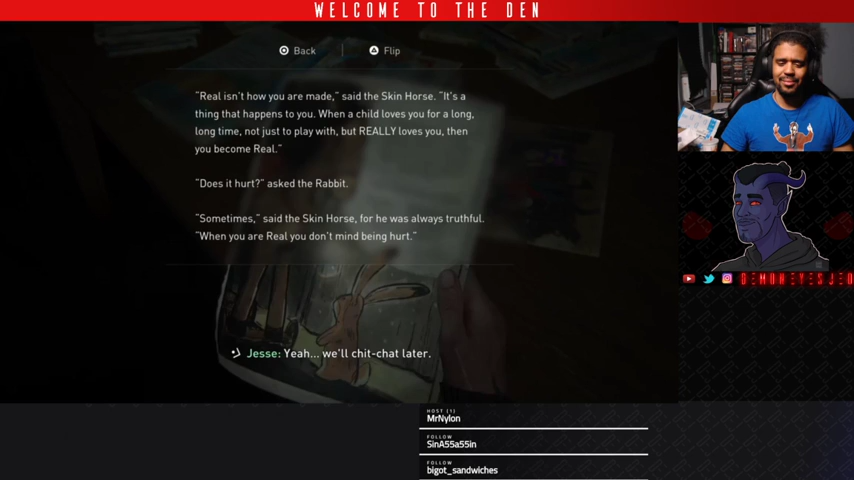 WELCOME TO THE DEN
Back
Flip
"Real isn't how you are made," said the Skin Horse. "It's a
thing that happens to you. When a child loves you for a long,
long time, not just to play with, but REALLY loves you, then
you become Real."
"Does it hurt?" asked the Rabbit.
"Sometimes," said the Skin Horse, for he was always truthful.
"When you are Real you don't mind being hurt."
Jesse: Yeah... we'll chit-chat later.
DEMONEYESJED
HOST (1)
MrNylon
FOLLOW
SinA55a55in
FOLLOW
bigot_sandwiches